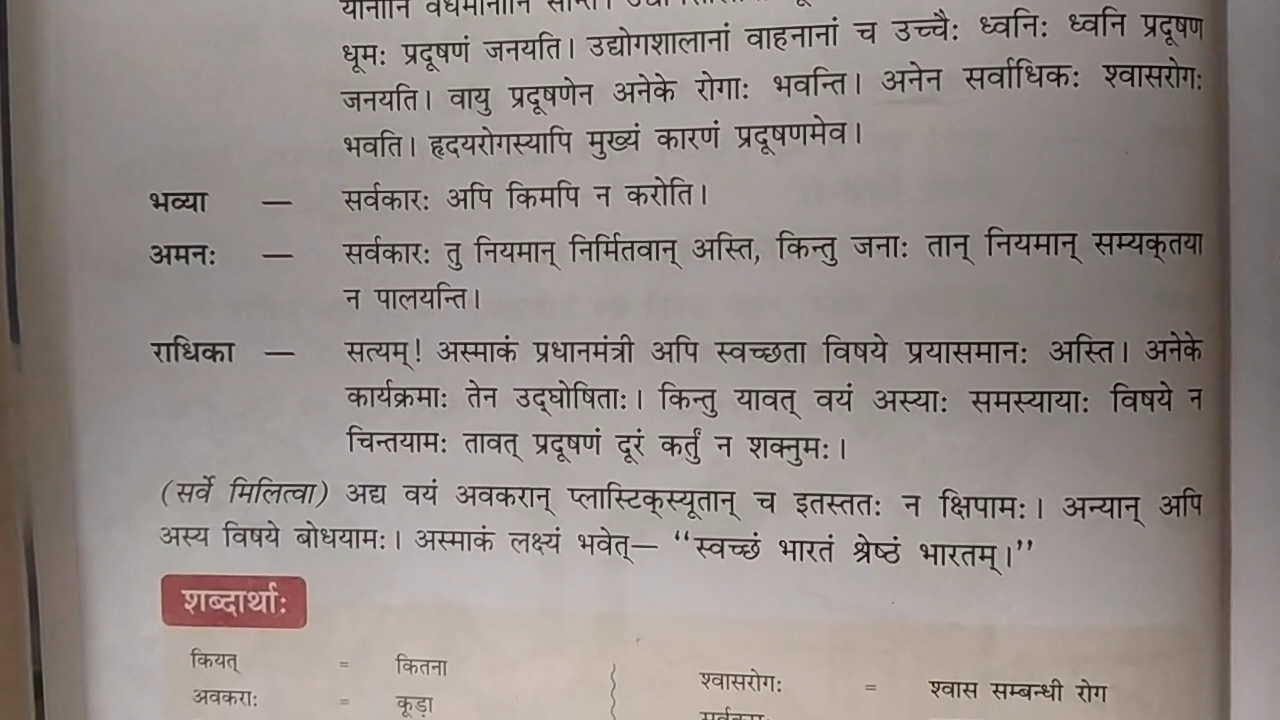 यानानि वर्धमानानि सन्ति।
धूमः प्रदूषणं जनयति। उद्योगशालानां वाहनानां च उच्चैः ध्वनिः ध्वनि प्रदूषण
जनयति। वायु प्रदूषणेन अनेके रोगाः भवन्ति। अनेन सर्वाधिकः श्वासरोगः
भवति। हृदयरोगस्यापि मुख्यं कारणं प्रदूषणमेव।
भव्या — सर्वकारः अपि किमपि न करोति।
अमनः — सर्वकारः तु नियमान् निर्मितवान् अस्ति, किन्तु जनाः तान् नियमान् सम्यक्‌तया
न पालयन्ति।
राधिका — सत्यम्! अस्माकं प्रधानमंत्री अपि स्वच्छता विषये प्रयासमानः अस्ति। अनेके
कार्यक्रमाः तेन उद्‌घोषिताः। किन्तु यावत् वयं अस्याः समस्यायाः विषये न
चिन्तयामः तावत् प्रदूषणं दूरं कर्तुं न शक्नुमः।
(सर्वे मिलित्वा) अद्य वयं अवकरान् प्लास्टिक्‌स्यूतान् च इतस्ततः न क्षिपामः। अन्यान् अपि
अस्य विषये बोधयामः। अस्माकं लक्ष्यं भवेत्— “स्वच्छं भारतं श्रेष्ठं भारतम्।”
शब्दार्थाः
कियत् = कितना
श्वासरोगः = श्वास सम्बन्धी रोग
अवकराः = कूड़ा